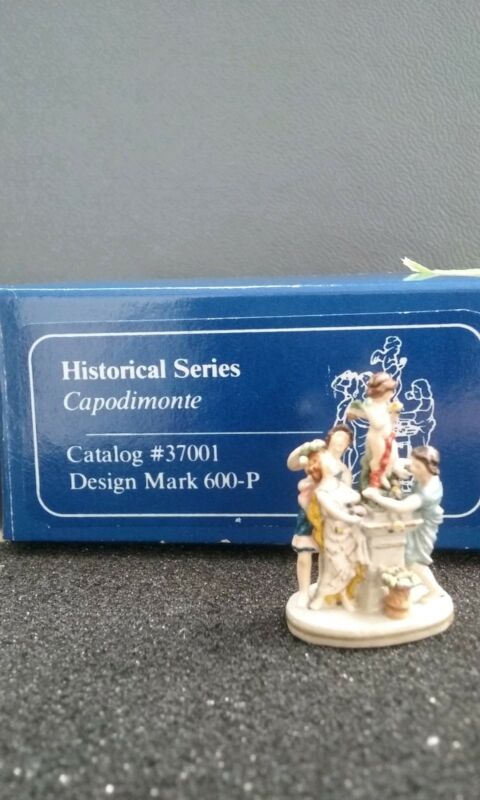 Historical Series
Capodimonte
Catalog #37001
Design Mark 600-P